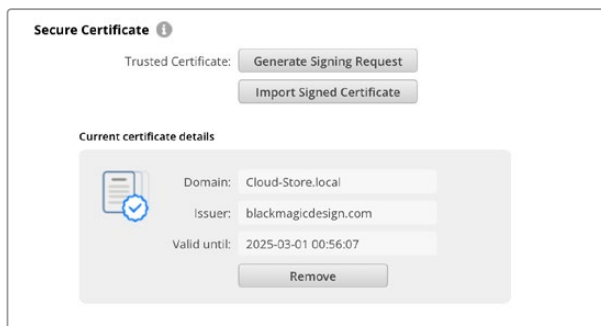 Secure Certificate
Trusted Certificate: Generate Signing Request
Import Signed Certificate
Current certificate details
Domain: Cloud-Store.local
Issuer: blackmagicdesign.com
Valid until: 2025-03-01 00:56:07
Remove